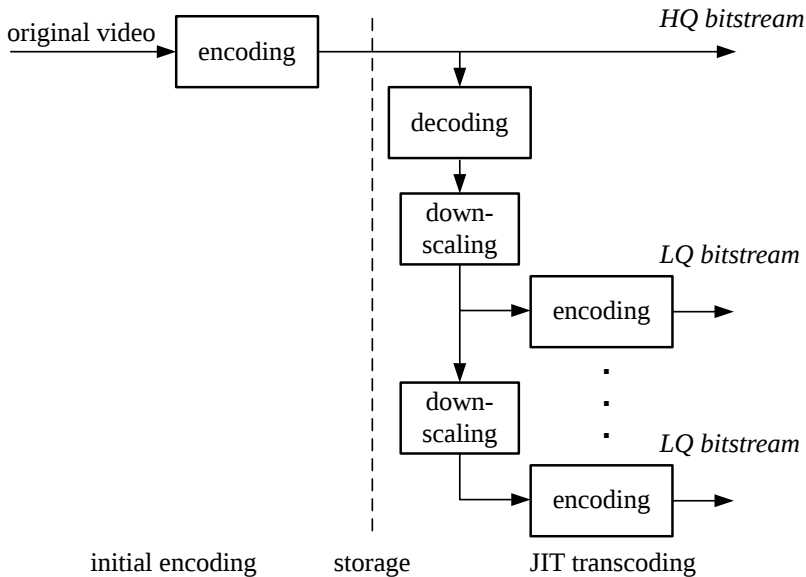 HQ bitstream
original video
encoding
decoding
down-
scaling
LQ bitstream
encoding
down-
scaling
LQ bitstream
encoding
initial encoding
storage
JIT transcoding